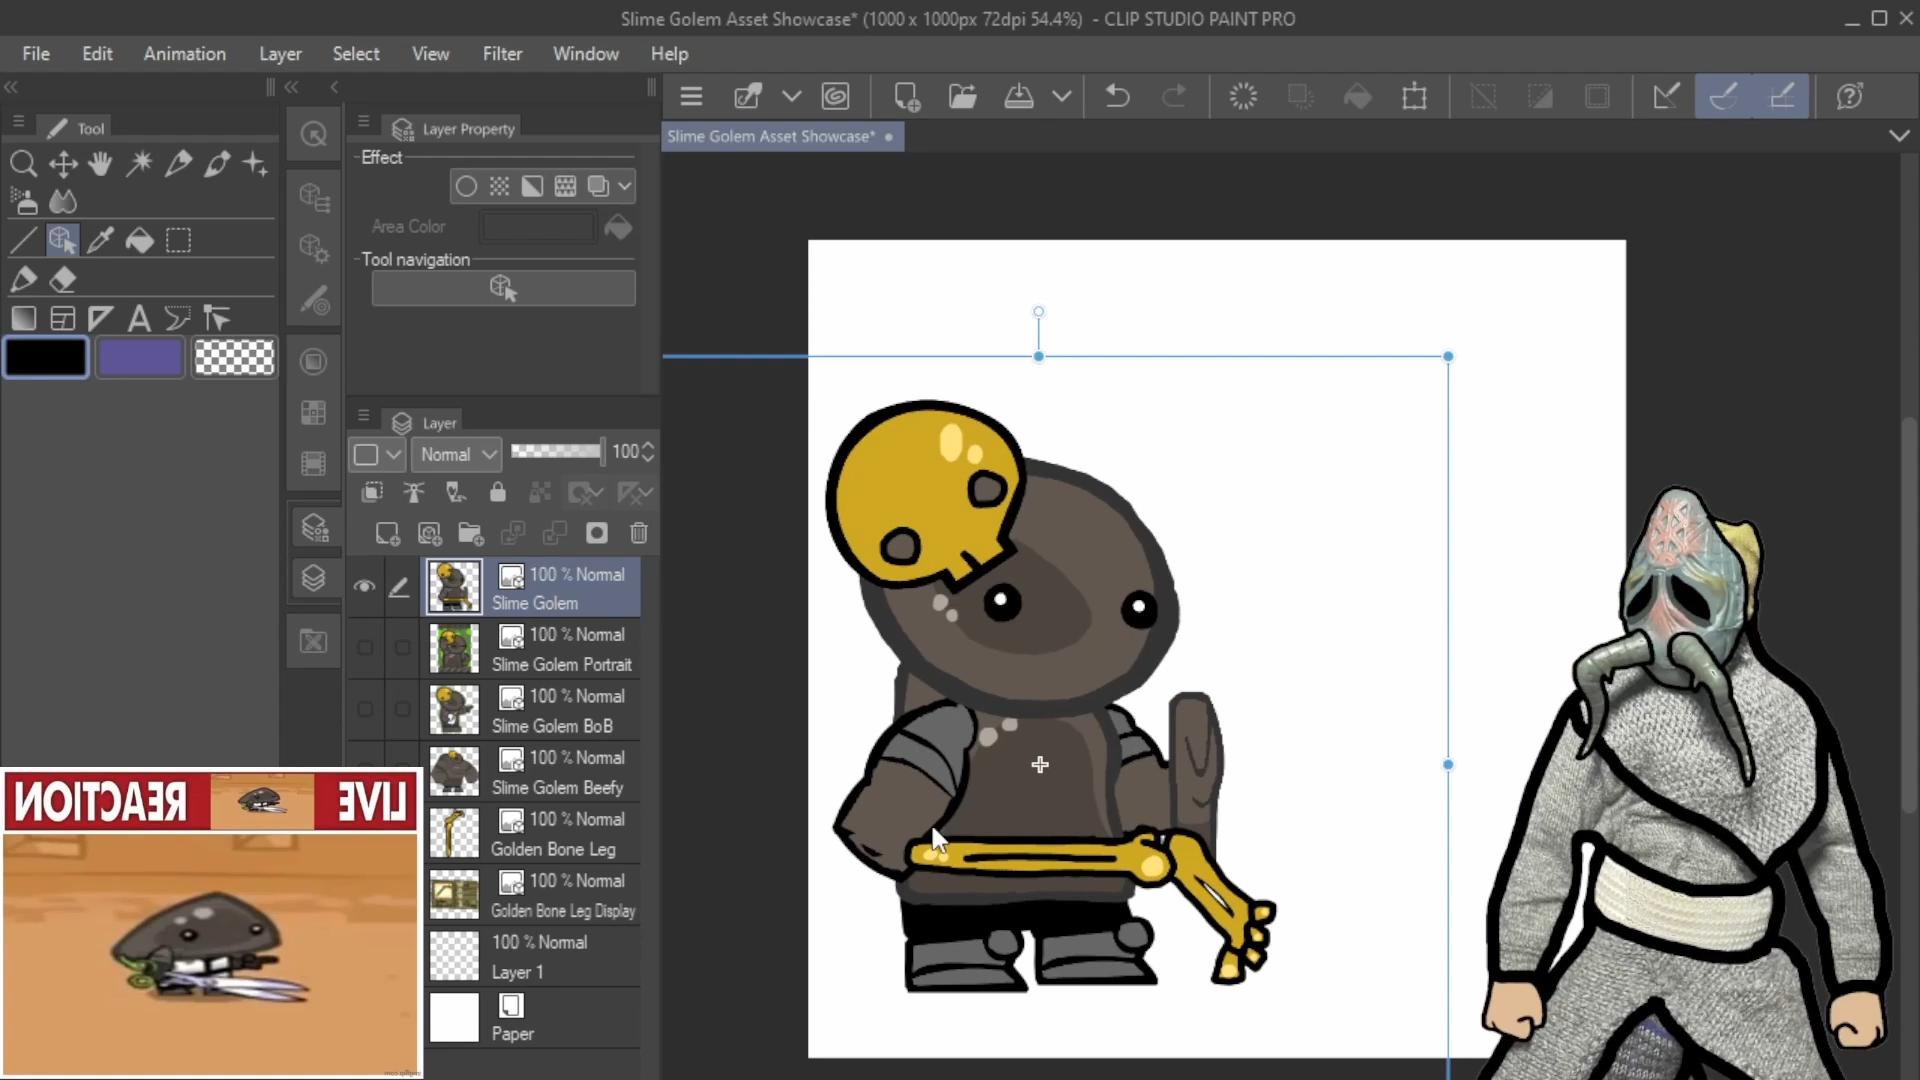 Slime Golem Asset Showcase* (1000 x 1000px 72dpi 54.4%) - CLIP STUDIO PAINT PRO
File Edit Animation Layer Select View Filter Window Help
Tool
Layer Property
Slime Golem Asset Showcase*
Effect
Area Color
Tool navigation
Layer
Normal 100
100 % Normal
Slime Golem
100 % Normal
Slime Golem Portrait
100 % Normal
Slime Golem BoB
100 % Normal
Slime Golem Beefy
100 % Normal
Golden Bone Leg
100 % Normal
Golden Bone Leg Display
100 % Normal
Layer 1
Paper
LIVE REACTION
imgflip.com